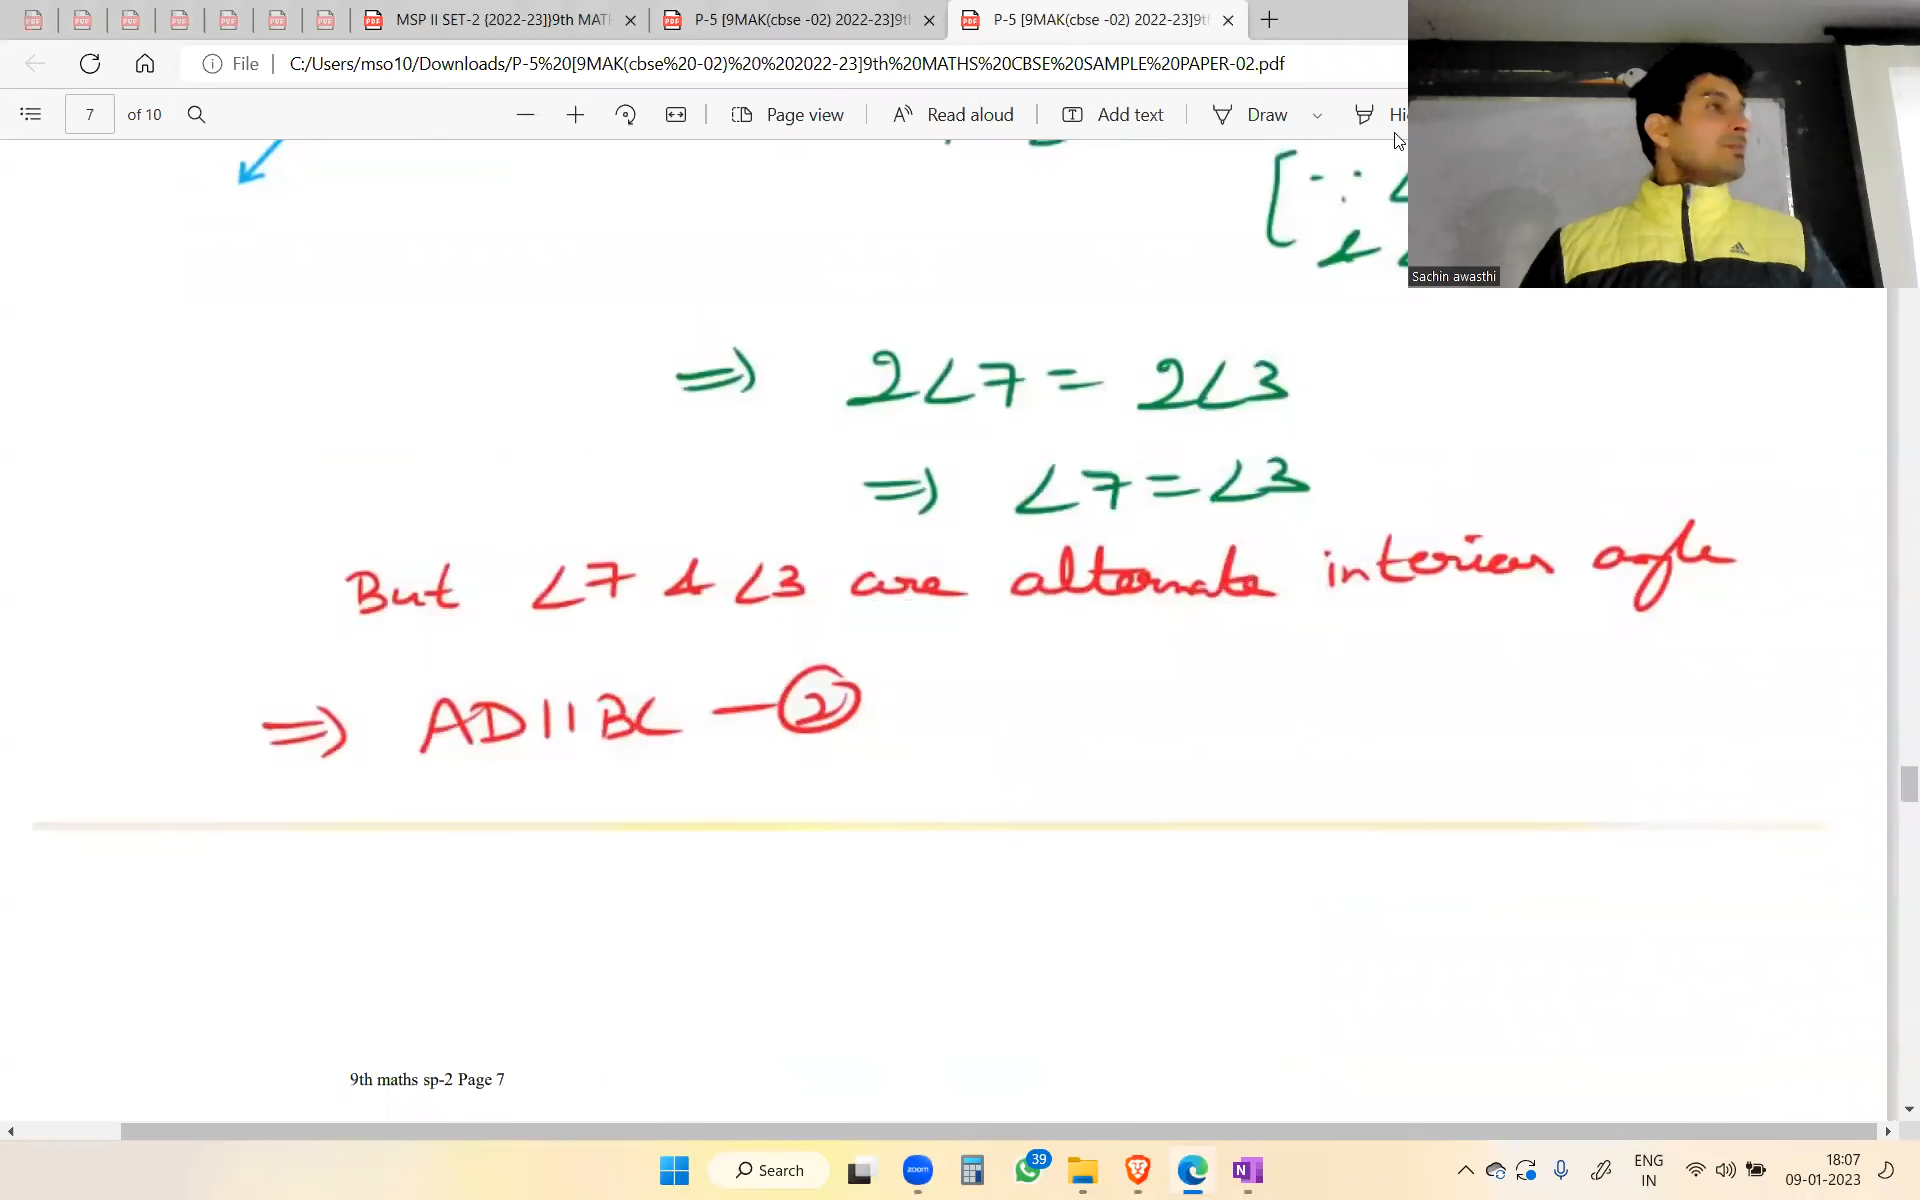 MSP II SET-2 {2022-23]}9th MATH
P-5 [9MAK(cbse -02) 2022-23]9th
P-5 [9MAK(cbse -02) 2022-23]9th
File
C:/Users/mso10/Downloads/P-5%20[9MAK(cbse%20-02)%20%202022-23]9th%20MATHS%20CBSE%20SAMPLE%20PAPER-02.pdf
7 of 10
Page view
Read aloud
Add text
Draw
Hi
Sachin awasthi
[∵ ∠
& ∠
⇒ 2∠7 = 2∠3
⇒ ∠7 = ∠3
But ∠7 & ∠3 are alternate interior angle
⇒ AD || BC — ②
9th maths sp-2 Page 7
Search
zoom
39
N
ENG
IN
18:07
09-01-2023